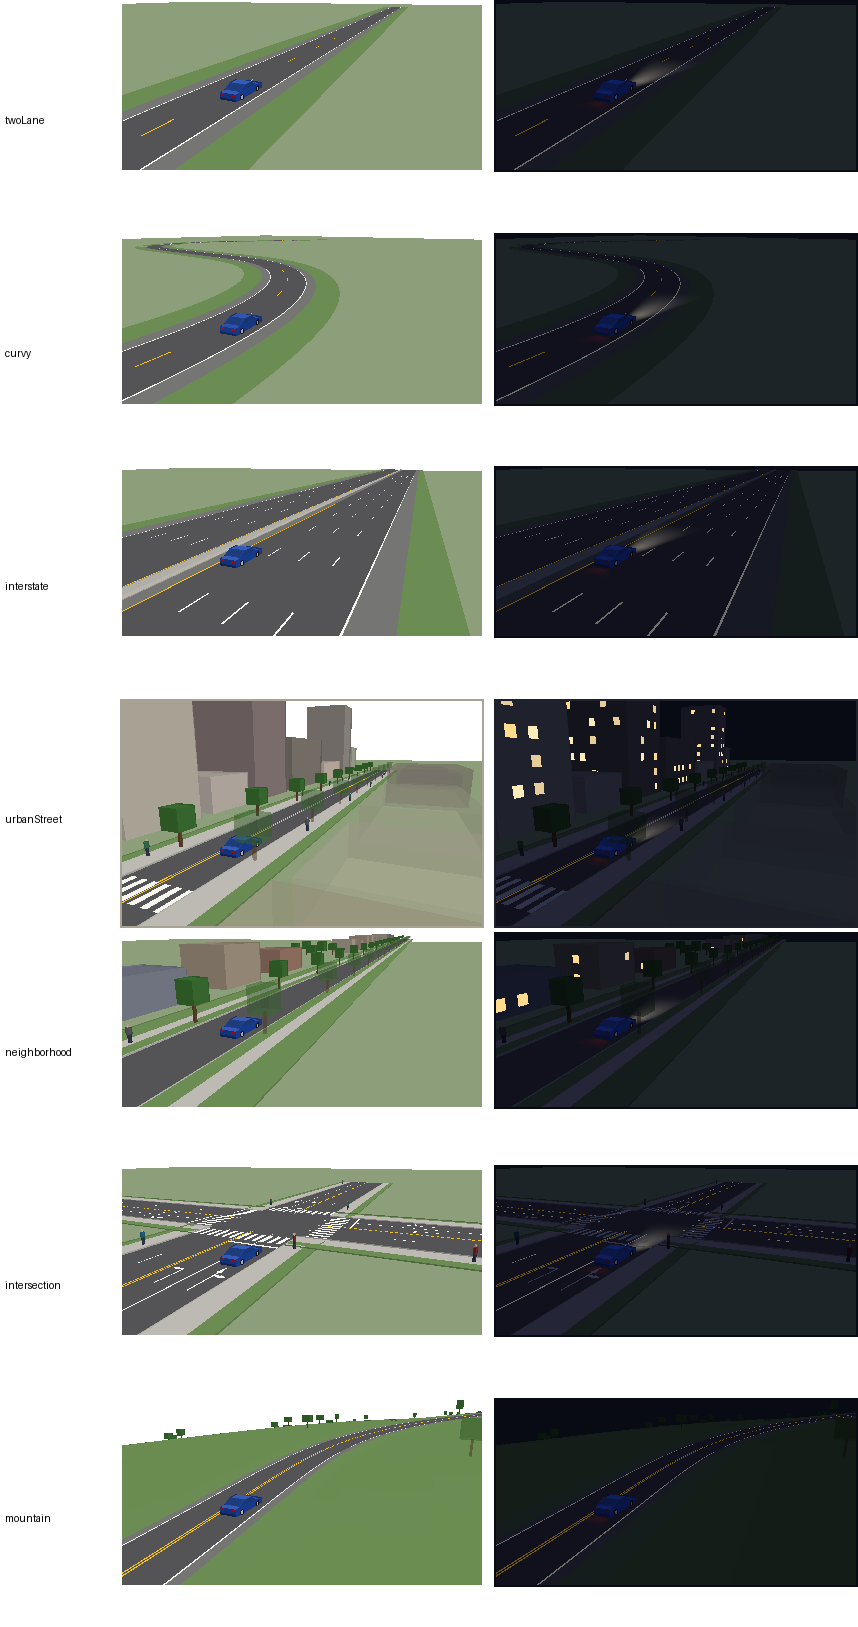 twoLane
curvy
interstate
urbanStreet
neighborhood
intersection
mountain